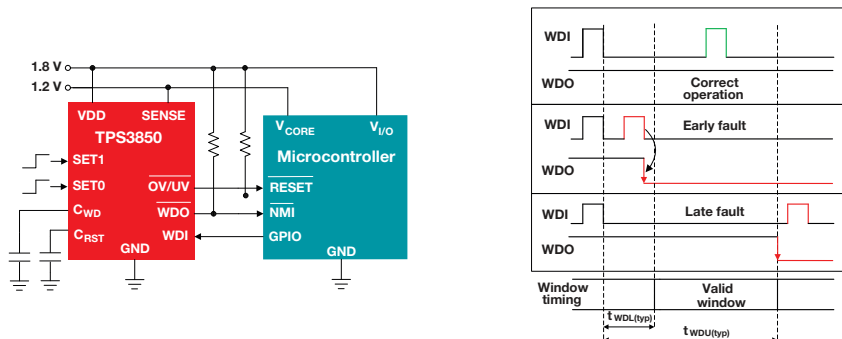 1.8 V
1.2 V
VDD
SENSE
TPS3850
SET1
SET0
CWD
CRST
OV/UV
WDO
WDI
GND
VCORE
VI/O
Microcontroller
RESET
NMI
GPIO
GND
WDI
WDO
Correct
operation
WDI
Early fault
WDO
WDI
Late fault
WDO
Window
timing
Valid
window
t WDL(typ)
t WDU(typ)